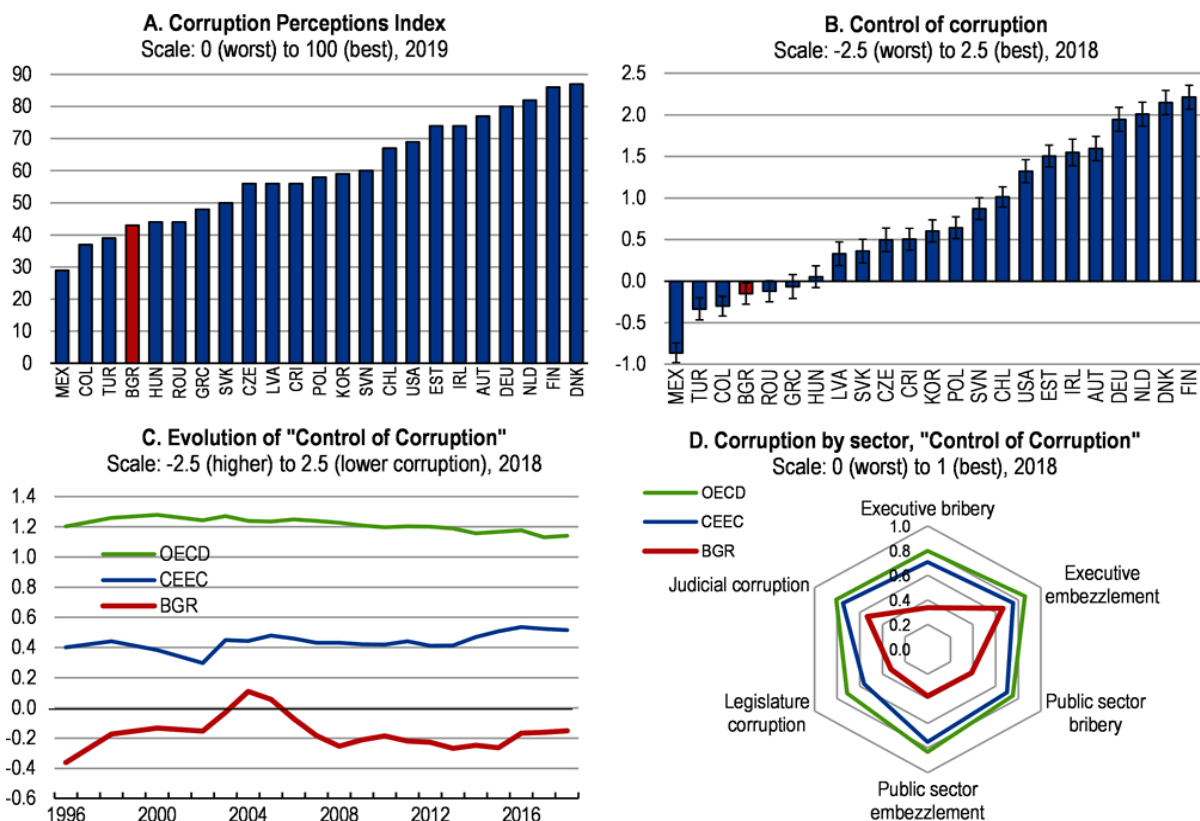 A. Corruption Perceptions Index
Scale: 0 (worst) to 100 (best), 2019
90
80
70
60
50
40
30
20
10
0
MEX COL TUR BGR HUN ROU GRC SVK CZE LVA CRI POL KOR SVN CHL USA EST IRL AUT DEU NLD FIN DNK
B. Control of corruption
Scale: -2.5 (worst) to 2.5 (best), 2018
2.5
2.0
1.5
1.0
0.5
0.0
-0.5
-1.0
MEX TUR COL BGR ROU GRC HUN LVA SVK CZE CRI KOR POL SVN CHL USA EST IRL AUT DEU NLD DNK FIN
C. Evolution of "Control of Corruption"
Scale: -2.5 (higher) to 2.5 (lower corruption), 2018
1.4
1.2
1.0
0.8
0.6
0.4
0.2
0.0
-0.2
-0.4
-0.6
OECD
CEEC
BGR
1996 2000 2004 2008 2012 2016
D. Corruption by sector, "Control of Corruption"
Scale: 0 (worst) to 1 (best), 2018
OECD
CEEC
BGR
Executive bribery
1.0
0.8
0.6
0.4
0.2
0.0
Executive
embezzlement
Public sector
bribery
Public sector
embezzlement
Legislature
corruption
Judicial corruption